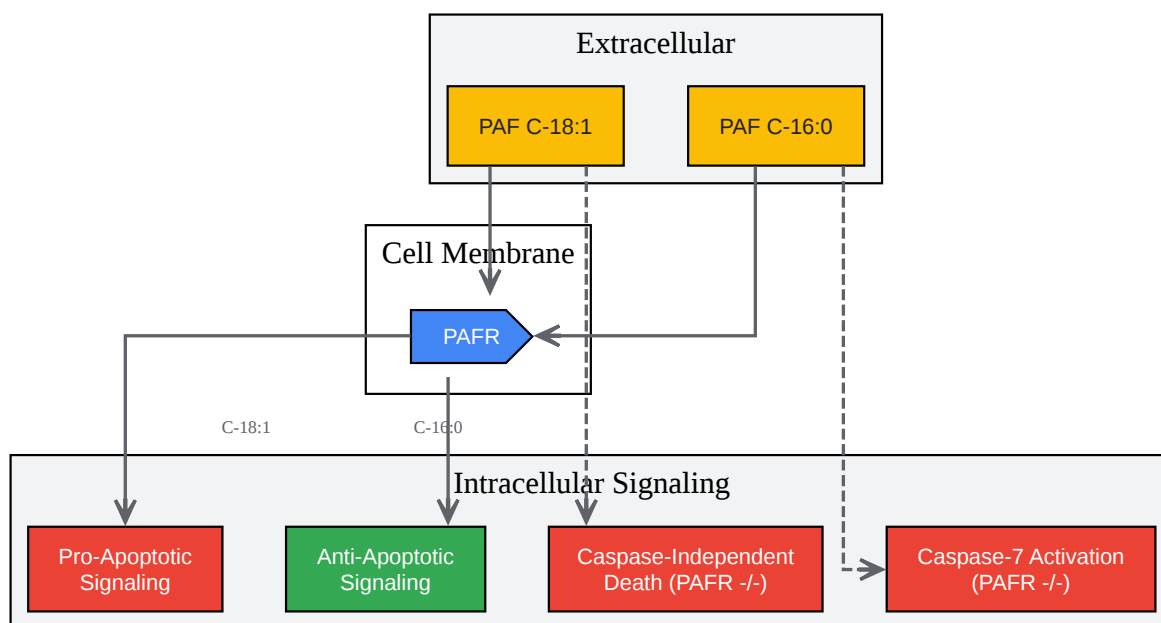 Extracellular
PAF C-18:1
PAF C-16:0
Cell Membrane
PAFR
C-18:1
C-16:0
Intracellular Signaling
Pro-Apoptotic
Signaling
Anti-Apoptotic
Signaling
Caspase-Independent
Death (PAFR -/-)
Caspase-7 Activation
(PAFR -/-)